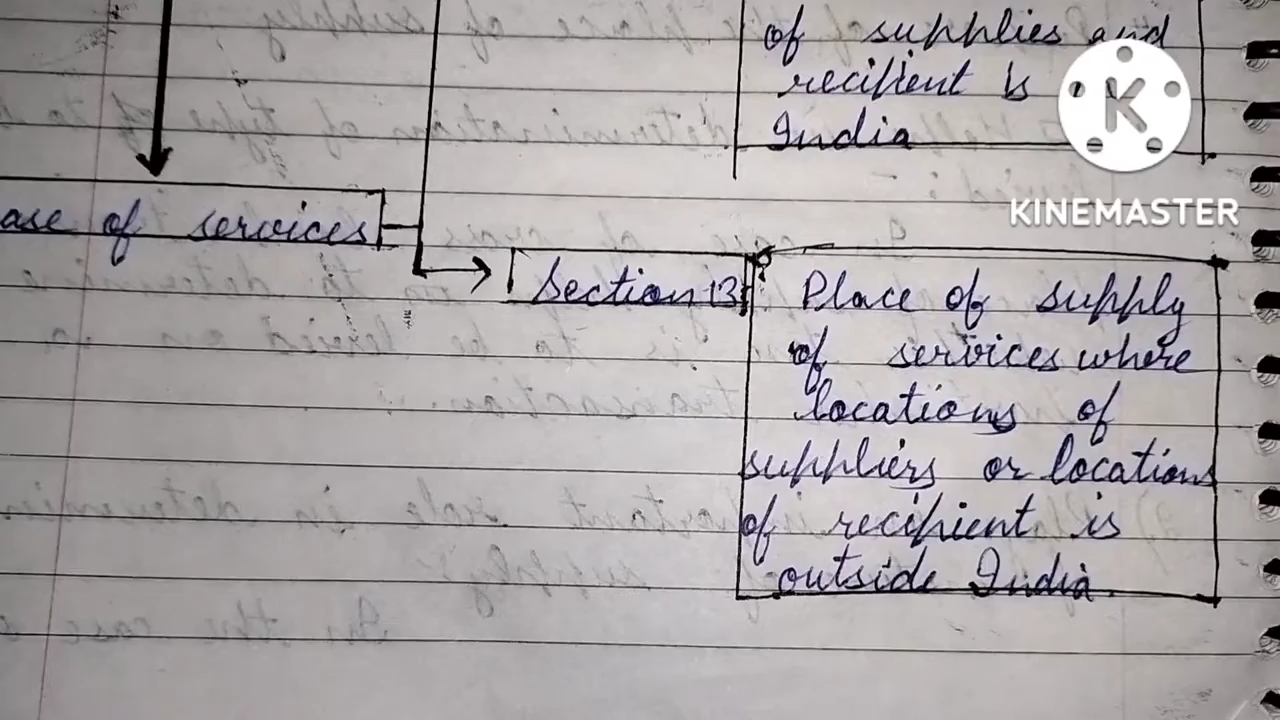 of supplies and
recipient is
India
K
KINEMASTER
ase of services
Section 13
Place of supply
of services where
locations of
suppliers or locations
of recipient is
outside India.